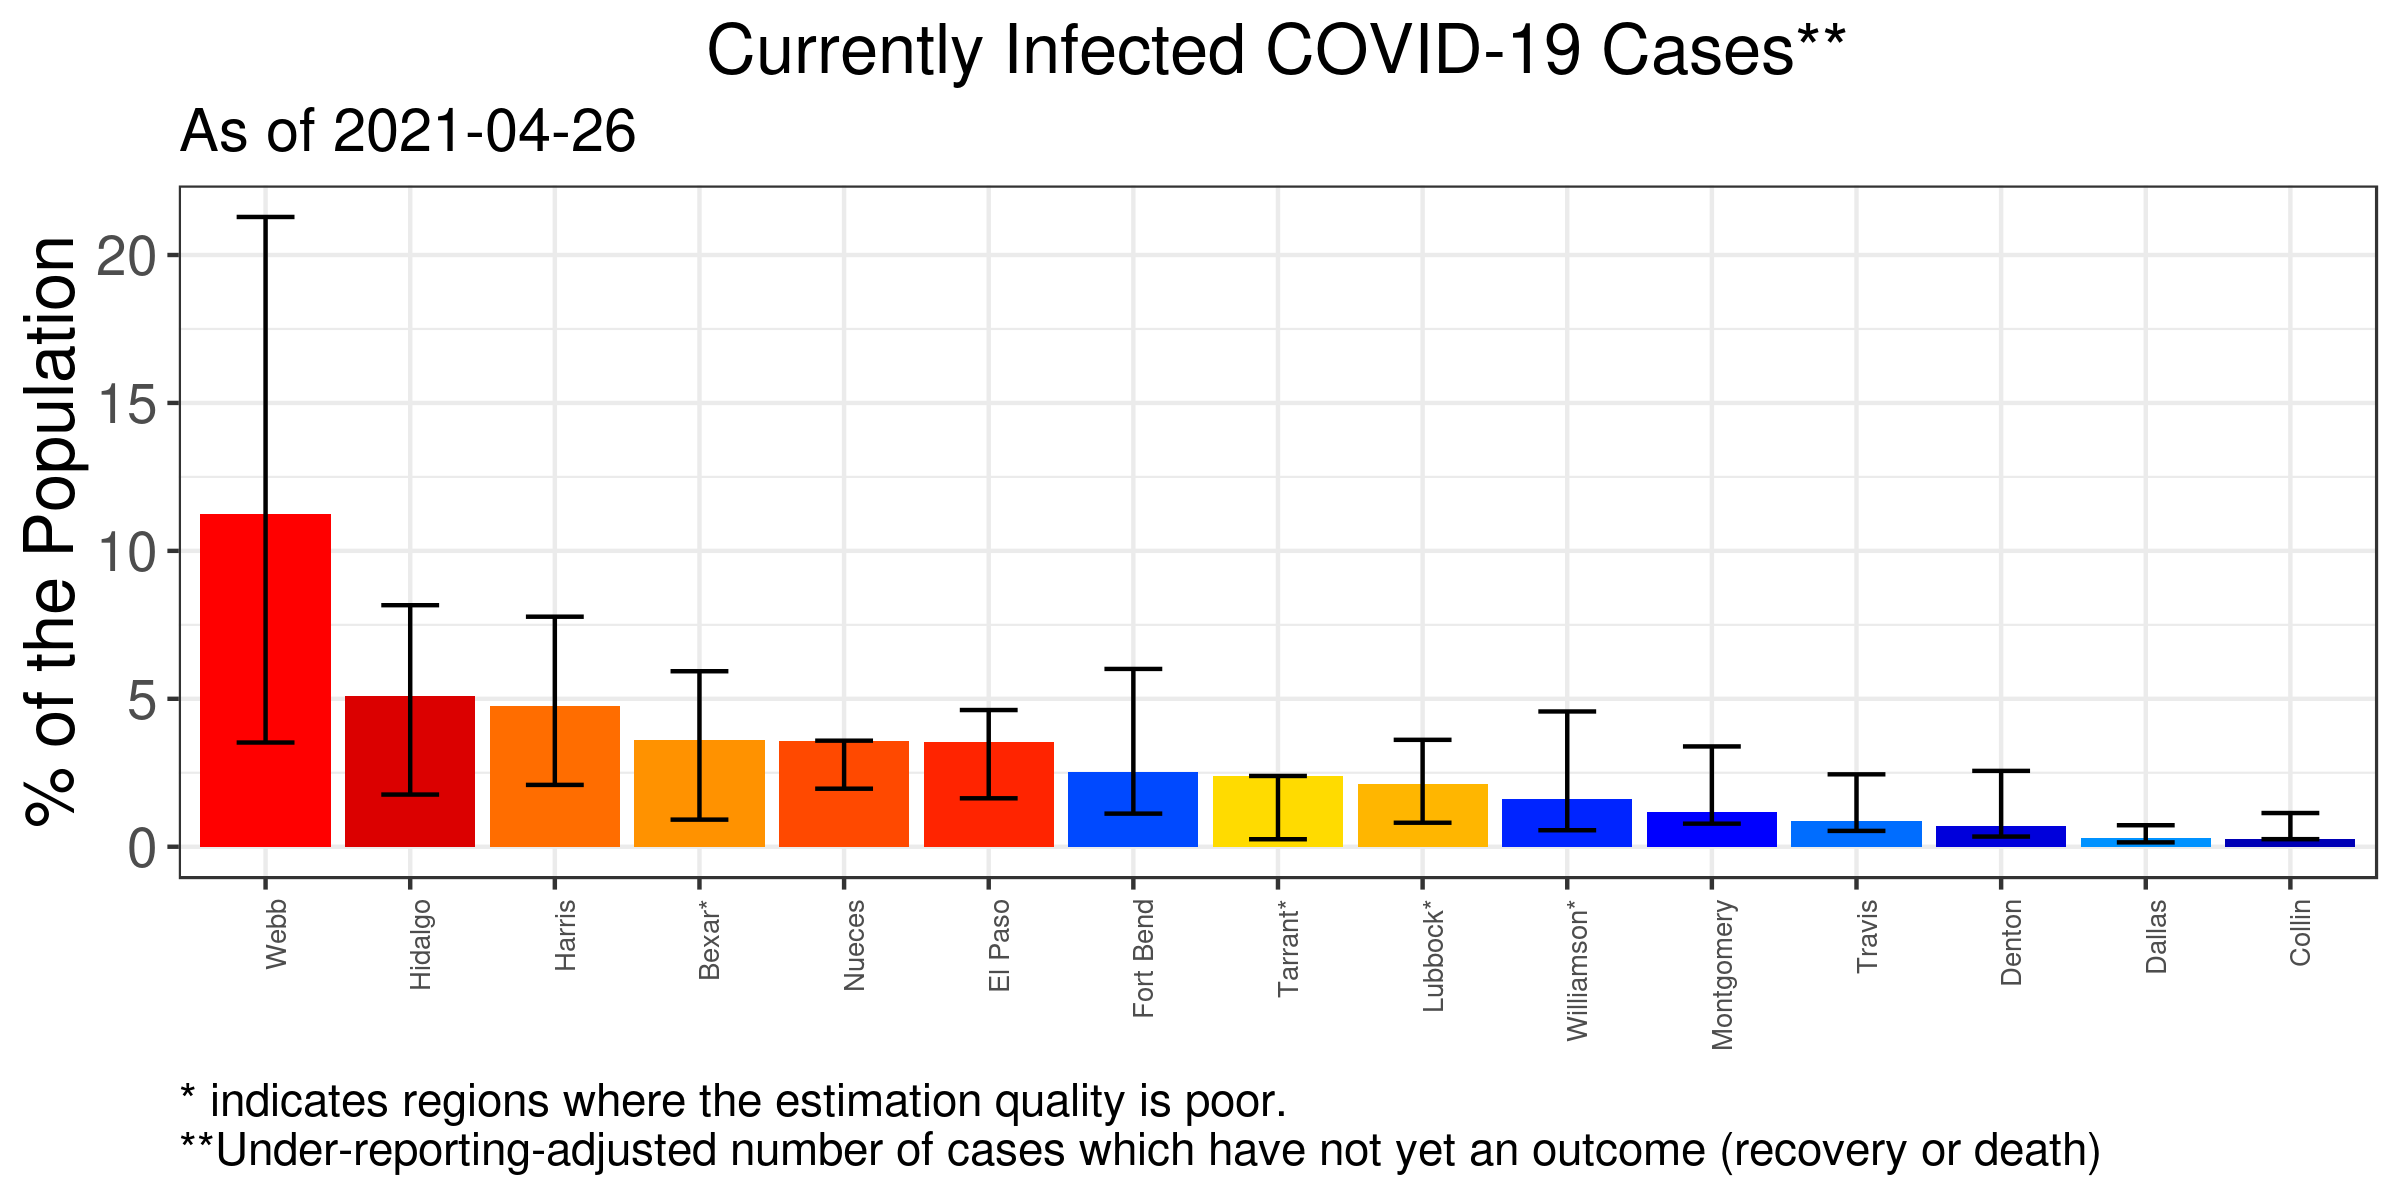 Currently Infected COVID-19 Cases**
As of 2021-04-26
% of the Population
20
15
10
5
0
Webb
Hidalgo
Harris
Bexar*
Nueces
El Paso
Fort Bend
Tarrant*
Lubbock*
Williamson*
Montgomery
Travis
Denton
Dallas
Collin
* indicates regions where the estimation quality is poor.
**Under-reporting-adjusted number of cases which have not yet an outcome (recovery or death)